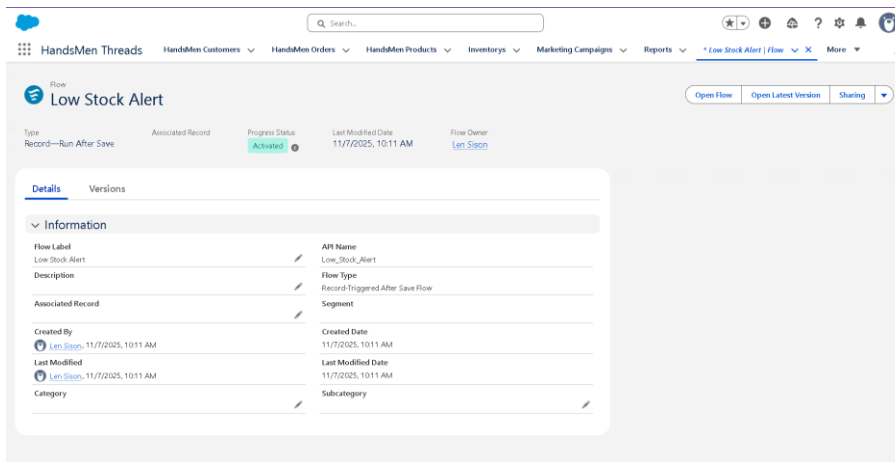 Search...
HandsMen Threads
HandsMen Customers
HandsMen Orders
HandsMen Products
Inventorys
Marketing Campaigns
Reports
* Low Stock Alert | Flow
More
Flow
Low Stock Alert
Open Flow
Open Latest Version
Sharing
Type
Associated Record
Progress Status
Last Modified Date
Flow Owner
Record—Run After Save
Activated
11/7/2025, 10:11 AM
Len Sison
Details
Versions
Information
Flow Label
API Name
Low Stock Alert
Low_Stock_Alert
Description
Flow Type
Record-Triggered After Save Flow
Associated Record
Segment
Created By
Created Date
Len Sison, 11/7/2025, 10:11 AM
11/7/2025, 10:11 AM
Last Modified
Last Modified Date
Len Sison, 11/7/2025, 10:11 AM
11/7/2025, 10:11 AM
Category
Subcategory